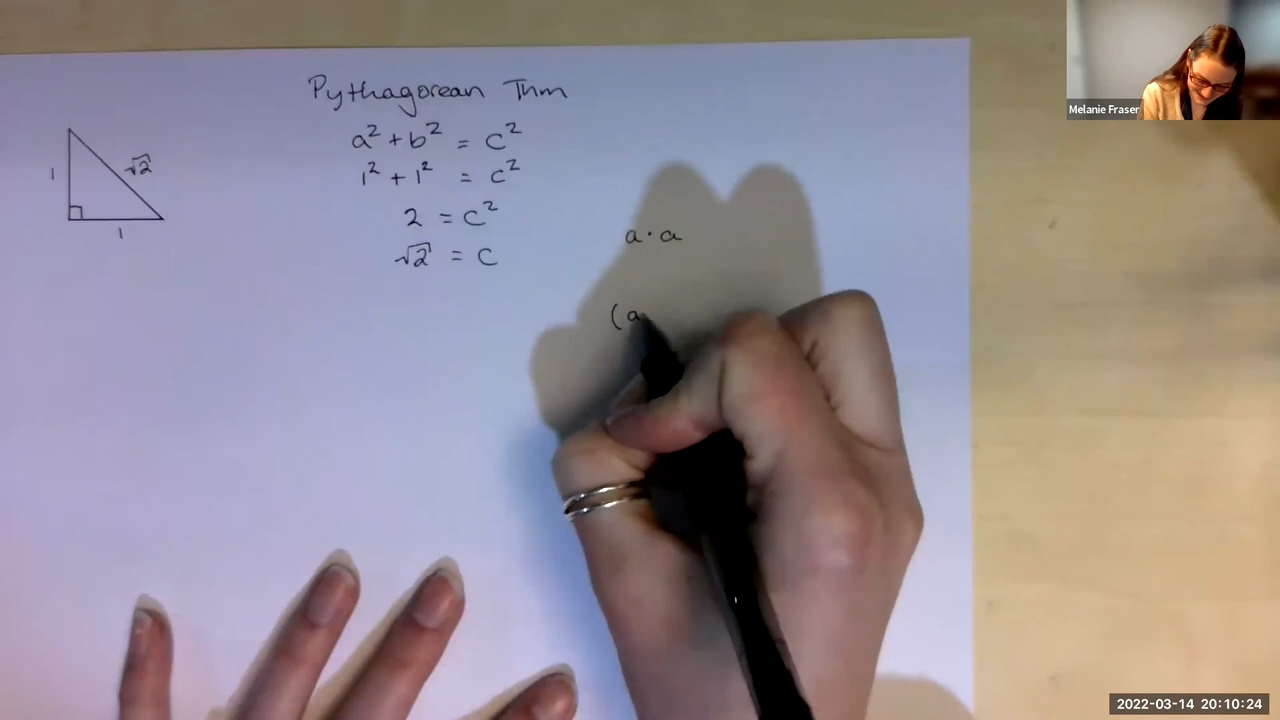 Pythagorean Thm
a² + b² = c²
1² + 1² = c²
2 = c²
√2 = c
1
√2
1
a · a
(a
Melanie Fraser
2022-03-14 20:10:24